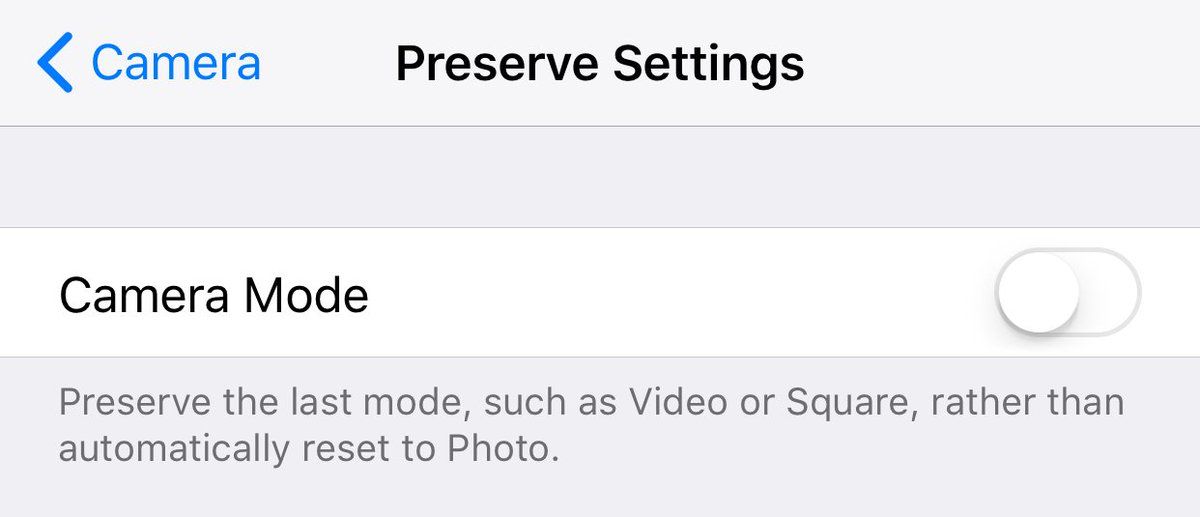 Camera
Preserve Settings
Camera Mode
Preserve the last mode, such as Video or Square, rather than
automatically reset to Photo.